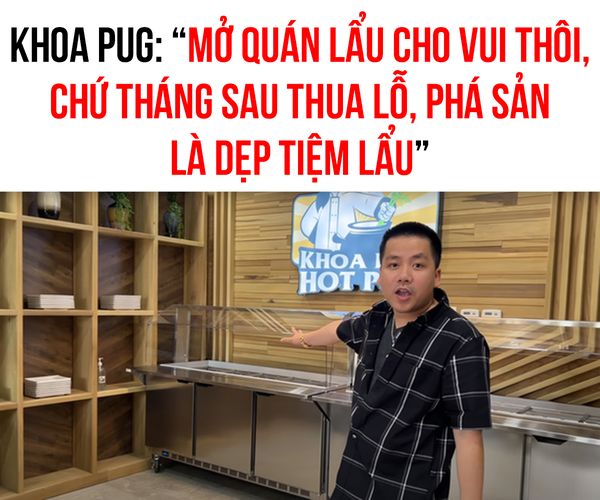 KHOA PUG: “MỞ QUÁN LẨU CHO VUI THÔI,
CHỨ THÁNG SAU THUA LỖ, PHÁ SẢN
LÀ DẸP TIỆM LẨU”
KHOA
HOT